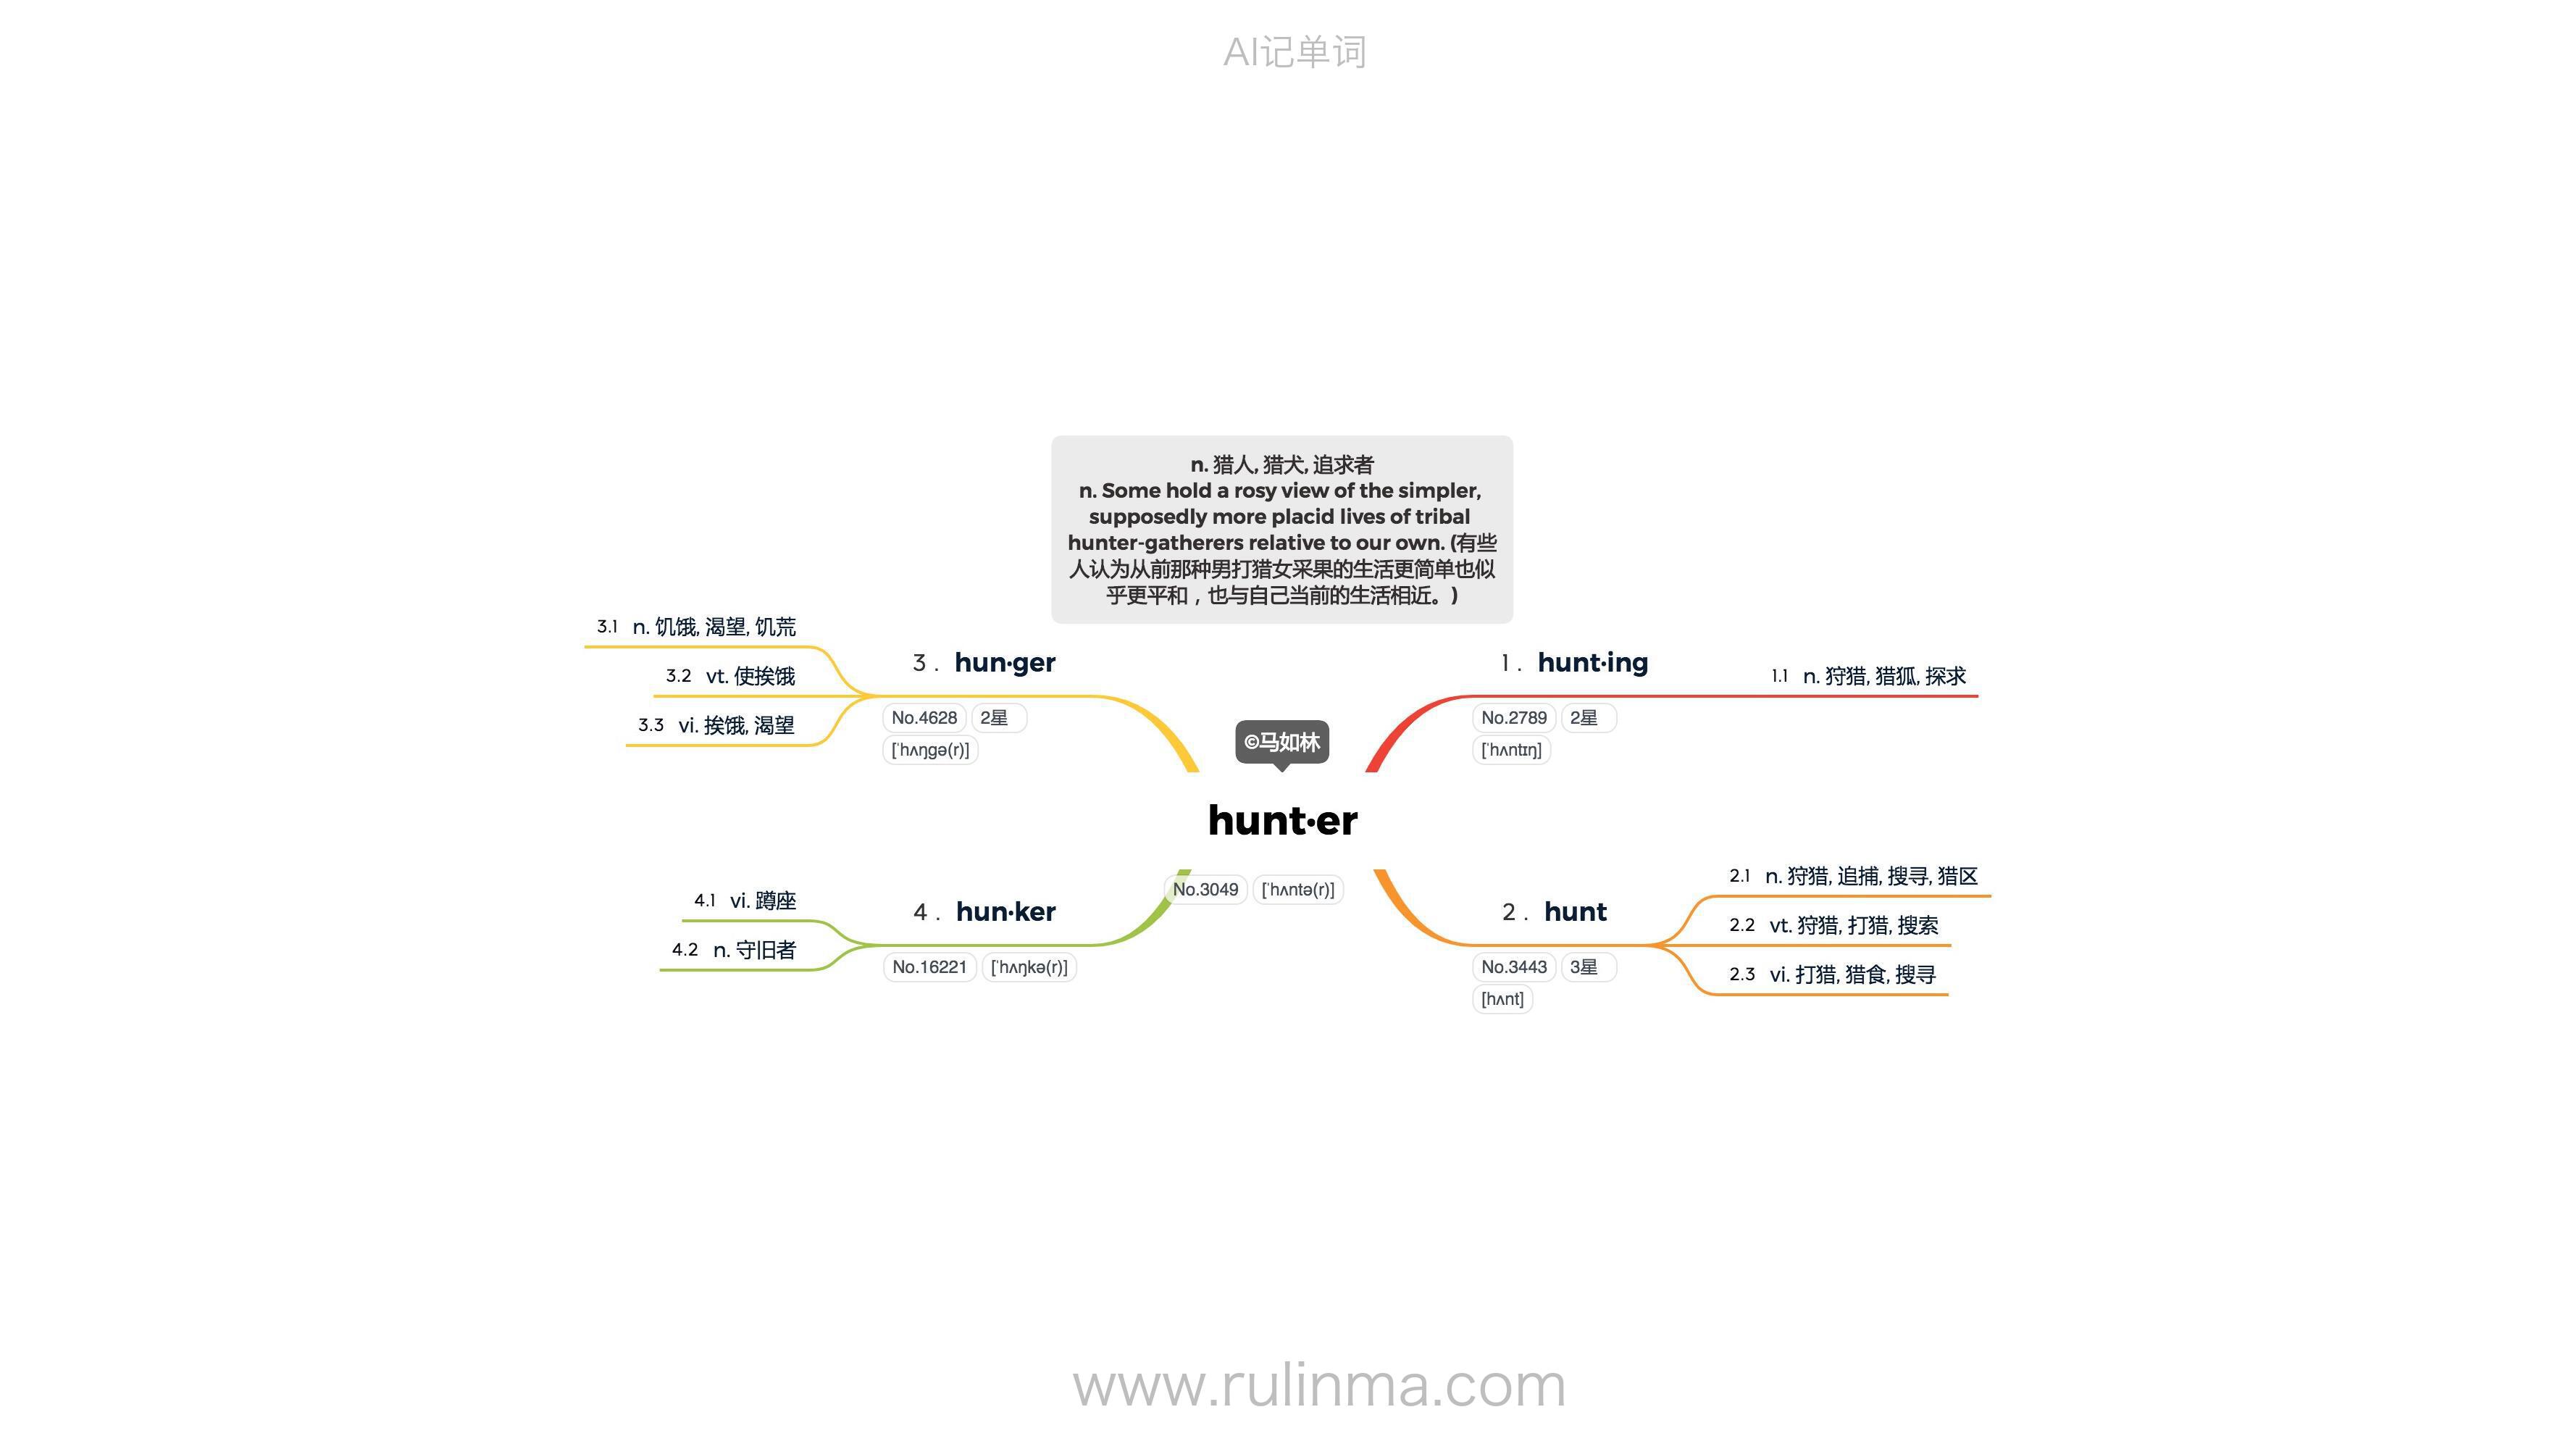 AI记单词
n. 猎人, 猎犬, 追求者
n. Some hold a rosy view of the simpler,
supposedly more placid lives of tribal
hunter-gatherers relative to our own. (有些
人认为从前那种男打猎女采果的生活更简单也似
乎更平和，也与自己当前的生活相近。)
©马如林
hunt·er
No.3049 [ˈhʌntə(r)]
1. hunt·ing
No.2789 2星
[ˈhʌntɪŋ]
1.1 n. 狩猎, 猎狐, 探求
2. hunt
No.3443 3星
[hʌnt]
2.1 n. 狩猎, 追捕, 搜寻, 猎区
2.2 vt. 狩猎, 打猎, 搜索
2.3 vi. 打猎, 猎食, 搜寻
3. hun·ger
No.4628 2星
[ˈhʌŋgə(r)]
3.1 n. 饥饿, 渴望, 饥荒
3.2 vt. 使挨饿
3.3 vi. 挨饿, 渴望
4. hun·ker
No.16221 [ˈhʌŋkə(r)]
4.1 vi. 蹲座
4.2 n. 守旧者
www.rulinma.com